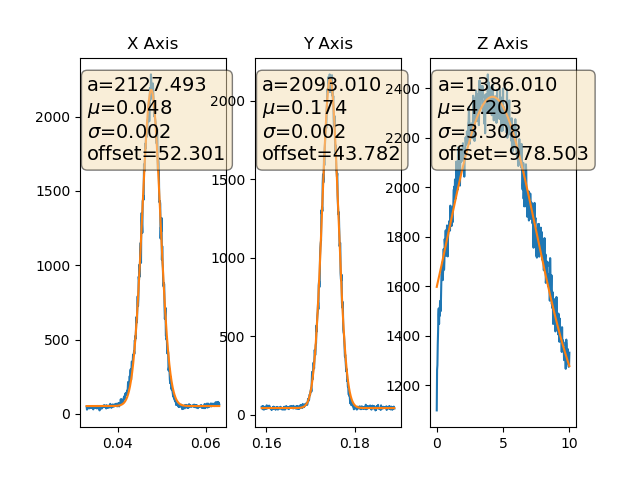 X Axis
a=2127.493
μ=0.048
σ=0.002
offset=52.301
2000
1500
1000
500
0
0.04 0.06
Y Axis
a=2093.010
μ=0.174
σ=0.002
offset=43.782
2000
1500
1000
500
0
0.16 0.18
Z Axis
a=1386.010
μ=4.203
σ=3.308
offset=978.503
2400
2200
2000
1800
1600
1400
1200
0 5 10